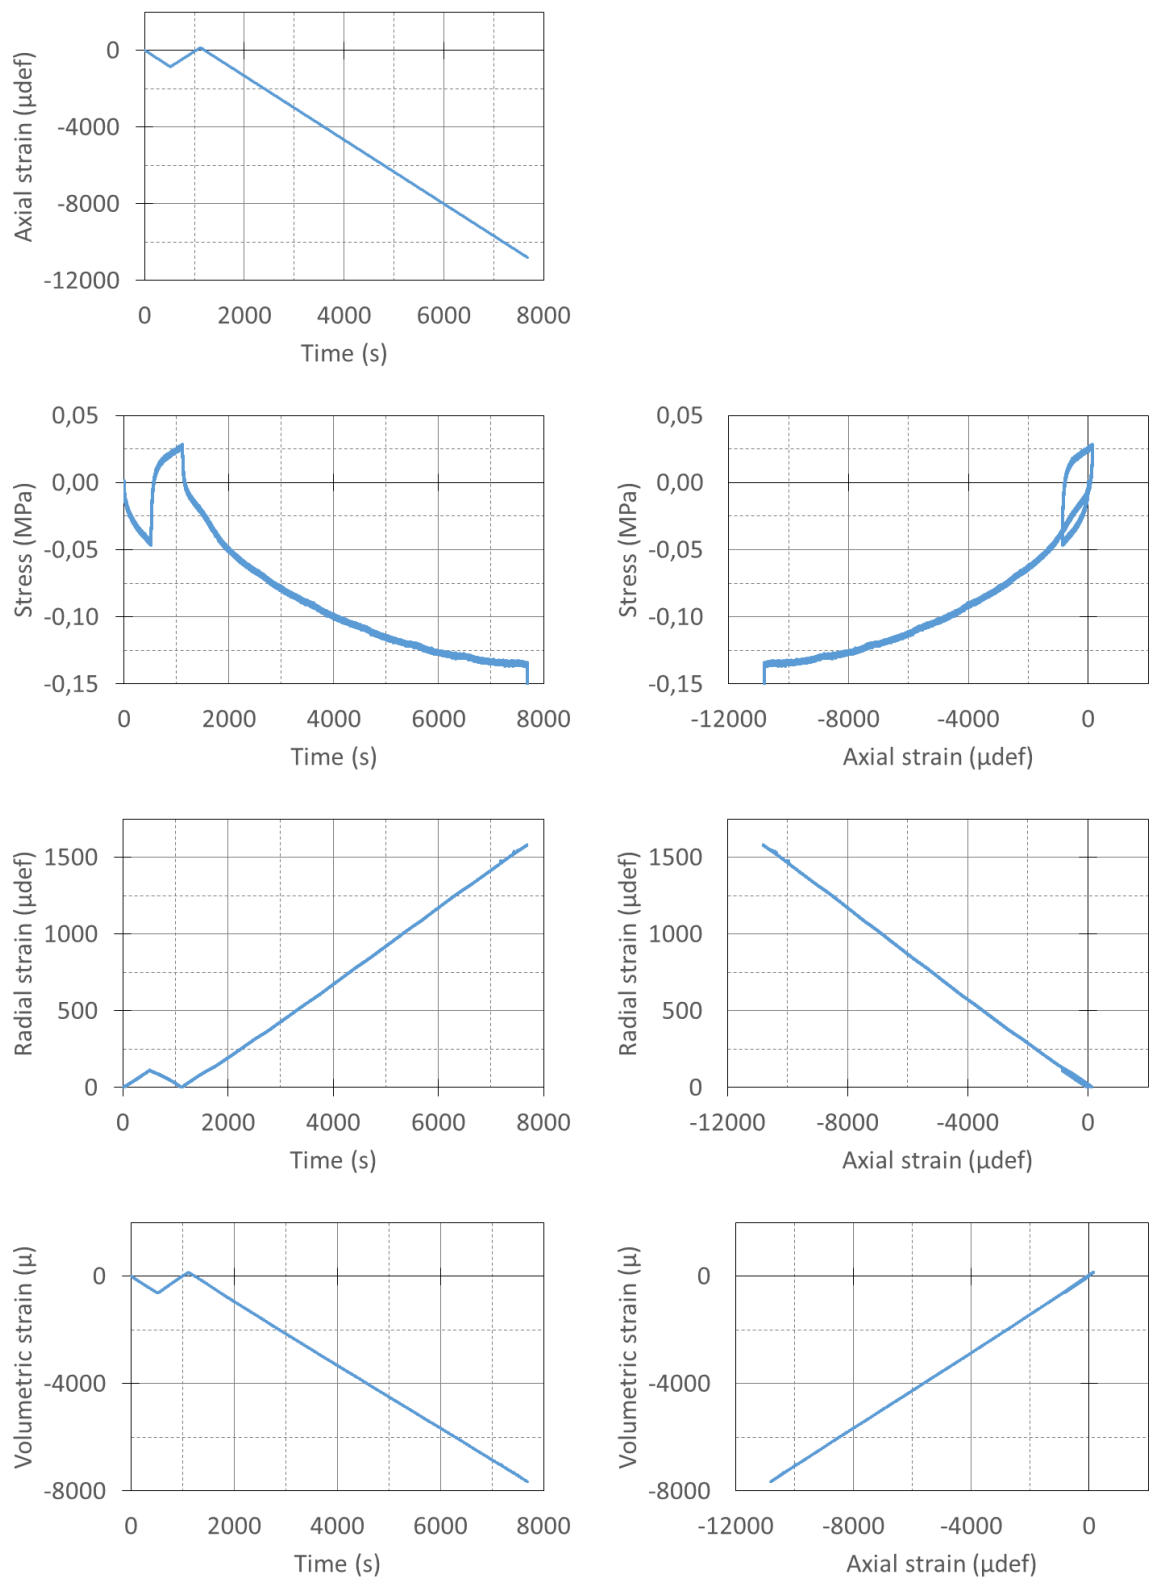 Axial strain (µdef)
0
-4000
-8000
-12000
0 2000 4000 6000 8000
Time (s)
Stress (MPa)
0,05
0,00
-0,05
-0,10
-0,15
0 2000 4000 6000 8000
Time (s)
Stress (MPa)
0,05
0,00
-0,05
-0,10
-0,15
-12000 -8000 -4000 0
Axial strain (µdef)
Radial strain (µdef)
1500
1000
500
0
0 2000 4000 6000 8000
Time (s)
Radial strain (µdef)
1500
1000
500
0
-12000 -8000 -4000 0
Axial strain (µdef)
Volumetric strain (µ)
0
-4000
-8000
0 2000 4000 6000 8000
Time (s)
Volumetric strain (µ)
0
-4000
-8000
-12000 -8000 -4000 0
Axial strain (µdef)